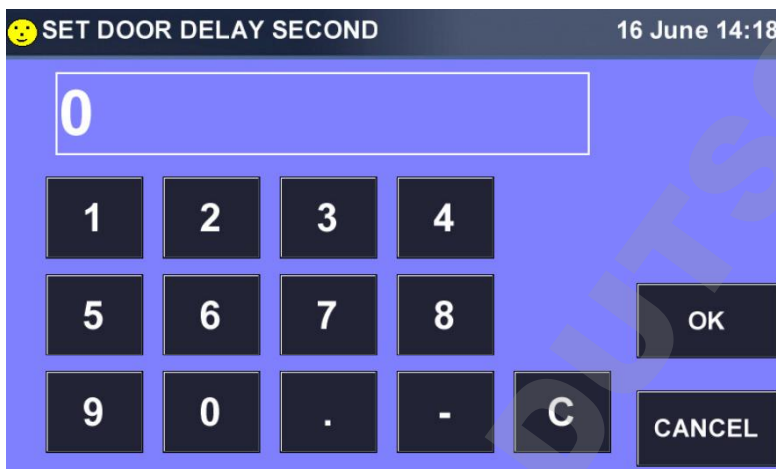 SET DOOR DELAY SECOND 16 June 14:18
0
1 2 3 4
5 6 7 8 OK
9 0 . - C CANCEL